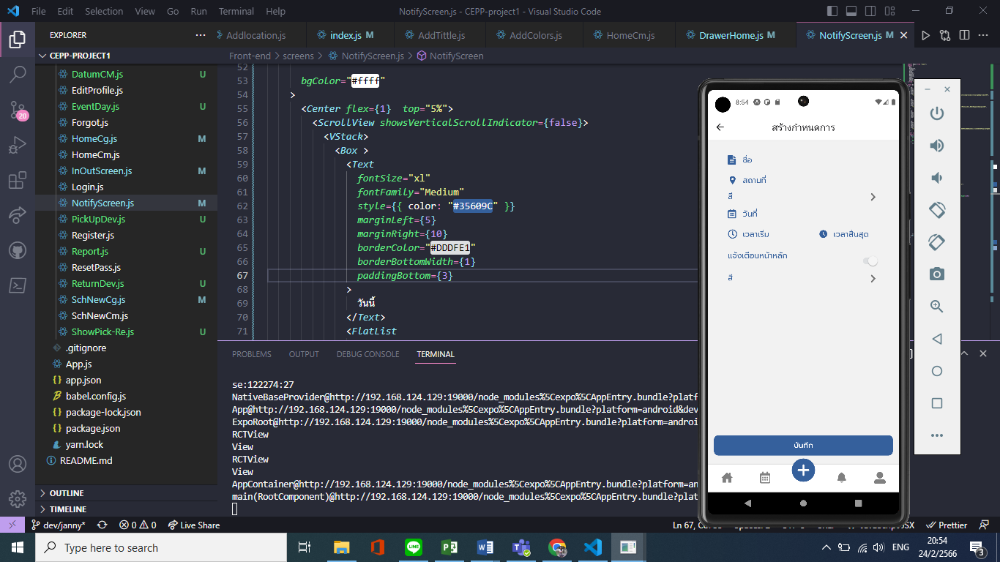 File Edit Selection View Go Run Terminal Help NotifyScreen.js - CEPP-project1 - Visual Studio Code
EXPLORER
Addlocation.js index.js M AddTittle.js AddColors.js HomeCm.js DrawerHome.js M NotifyScreen.js M
CEPP-PROJECT1
Front-end > screens > NotifyScreen.js > NotifyScreen
DatumCM.js U
EditProfile.js
EventDay.js U
Forgot.js
HomeCg.js M
HomeCm.js
InOutScreen.js M
Login.js
NotifyScreen.js M
PickUpDev.js U
Register.js
Report.js U
ResetPass.js
ReturnDev.js U
SchNewCg.js M
SchNewCm.js
ShowPick-Re.js U
.gitignore
App.js
app.json
babel.config.js
package-lock.json
package.json
yarn.lock
README.md
OUTLINE
TIMELINE
20
52
53 bgColor="#ffff"
54 >
55 <Center flex={1} top="5%">
56 <ScrollView showsVerticalScrollIndicator={false}>
57 <VStack>
58 <Box >
59 <Text
60 fontSize="xl"
61 fontFamily="Medium"
62 style={{ color: "#35609C" }}
63 marginLeft={5}
64 marginRight={10}
65 borderColor="#DDDFE1"
66 borderBottomWidth={1}
67 paddingBottom={3}
68 >
69 วันนี้
70 </Text>
71 <FlatList
PROBLEMS OUTPUT DEBUG CONSOLE TERMINAL
se:122274:27
NativeBaseProvider@http://192.168.124.129:19000/node_modules%5Cexpo%5CAppEntry.bundle?platf
App@http://192.168.124.129:19000/node_modules%5Cexpo%5CAppEntry.bundle?platform=android&dev
ExpoRoot@http://192.168.124.129:19000/node_modules%5Cexpo%5CAppEntry.bundle?platform=androi
RCTView
View
RCTView
View
AppContainer@http://192.168.124.129:19000/node_modules%5Cexpo%5CAppEntry.bundle?platform=an
main(RootComponent)@http://192.168.124.129:19000/node_modules%5Cexpo%5CAppEntry.bundle?plat
8:54
สร้างกำหนดการ
ชื่อ
สถานที่
สี
วันที่
เวลาเริ่ม เวลาสิ้นสุด
แจ้งเตือนหน้าหลัก
สี
บันทึก
dev/janny* 0 0 Live Share
Ln 67, Prettier
Type here to search
ENG
20:54
24/2/2566
3